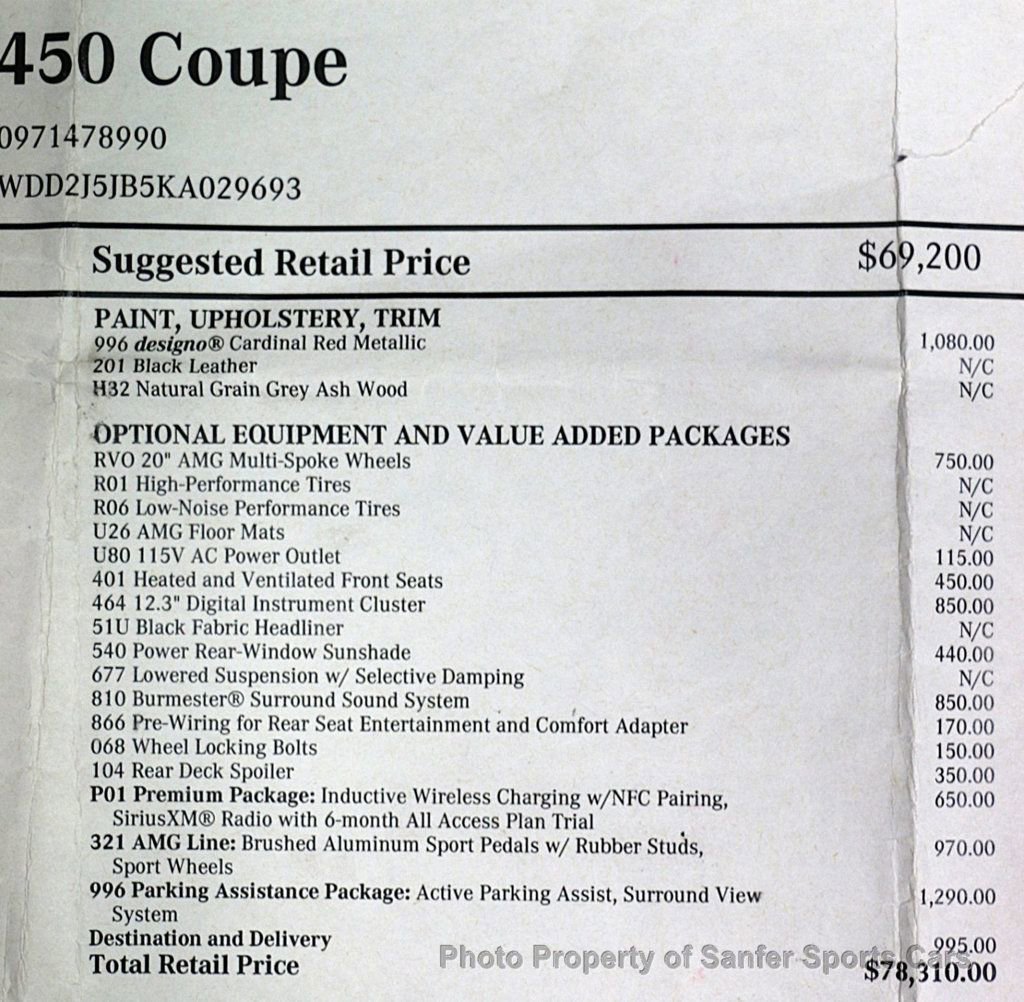 450 Coupe
0971478990
WDD2J5JB5KA029693
Suggested Retail Price $69,200
PAINT, UPHOLSTERY, TRIM
996 designo® Cardinal Red Metallic 1,080.00
201 Black Leather N/C
H32 Natural Grain Grey Ash Wood N/C
OPTIONAL EQUIPMENT AND VALUE ADDED PACKAGES
RVO 20" AMG Multi-Spoke Wheels 750.00
R01 High-Performance Tires N/C
R06 Low-Noise Performance Tires N/C
U26 AMG Floor Mats N/C
U80 115V AC Power Outlet 115.00
401 Heated and Ventilated Front Seats 450.00
464 12.3" Digital Instrument Cluster 850.00
51U Black Fabric Headliner N/C
540 Power Rear-Window Sunshade 440.00
677 Lowered Suspension w/ Selective Damping N/C
810 Burmester® Surround Sound System 850.00
866 Pre-Wiring for Rear Seat Entertainment and Comfort Adapter 170.00
068 Wheel Locking Bolts 150.00
104 Rear Deck Spoiler 350.00
P01 Premium Package: Inductive Wireless Charging w/NFC Pairing, 650.00
SiriusXM® Radio with 6-month All Access Plan Trial
321 AMG Line: Brushed Aluminum Sport Pedals w/ Rubber Studs, 970.00
Sport Wheels
996 Parking Assistance Package: Active Parking Assist, Surround View 1,290.00
System
Destination and Delivery 995.00
Total Retail Price $78,310.00
Photo Property of Sanfer Sports Cars